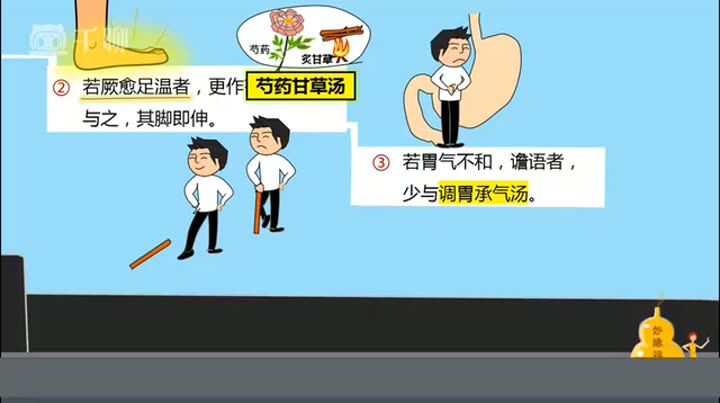 千聊
芍药
炙甘草
② 若厥愈足温者，更作芍药甘草汤
与之，其脚即伸。
③ 若胃气不和，谵语者，
少与调胃承气汤。